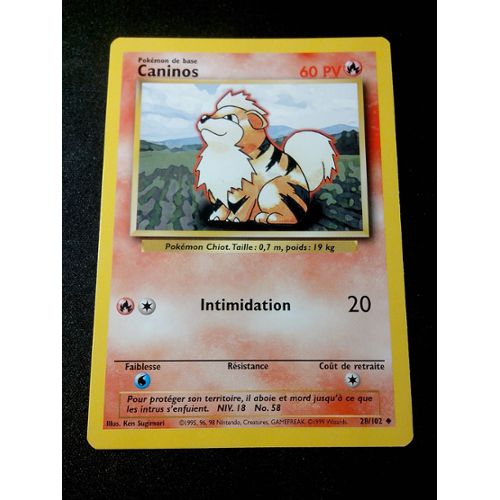 Pokémon de base
Caninos 60 PV
Pokémon Chiot. Taille : 0,7 m, poids : 19 kg
Intimidation 20
Faiblesse Résistance Coût de retraite
Pour protéger son territoire, il aboie et mord jusqu'à ce que
les intrus s'enfuient. NIV. 18 No. 58
Illus. Ken Sugimori ©1995, 96, 98 Nintendo, Creatures, GAMEFREAK. ©1999 Wizards. 28/102